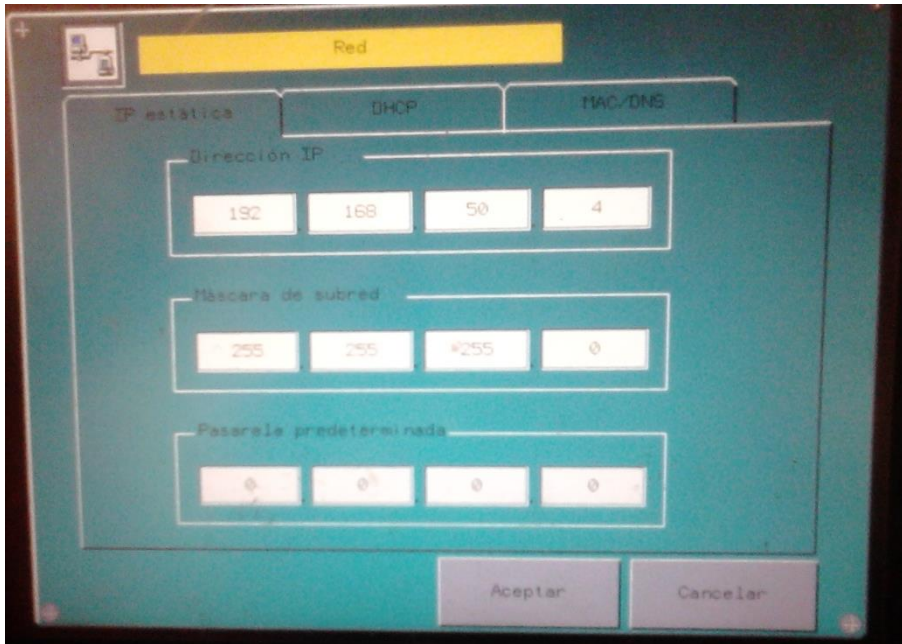 Red
IP estática
DHCP
MAC/DNS
Dirección IP
192 . 168 . 50 . 4
Máscara de subred
255 . 255 . 255 . 0
Pasarela predeterminada
0 . 0 . 0 . 0
Aceptar
Cancelar